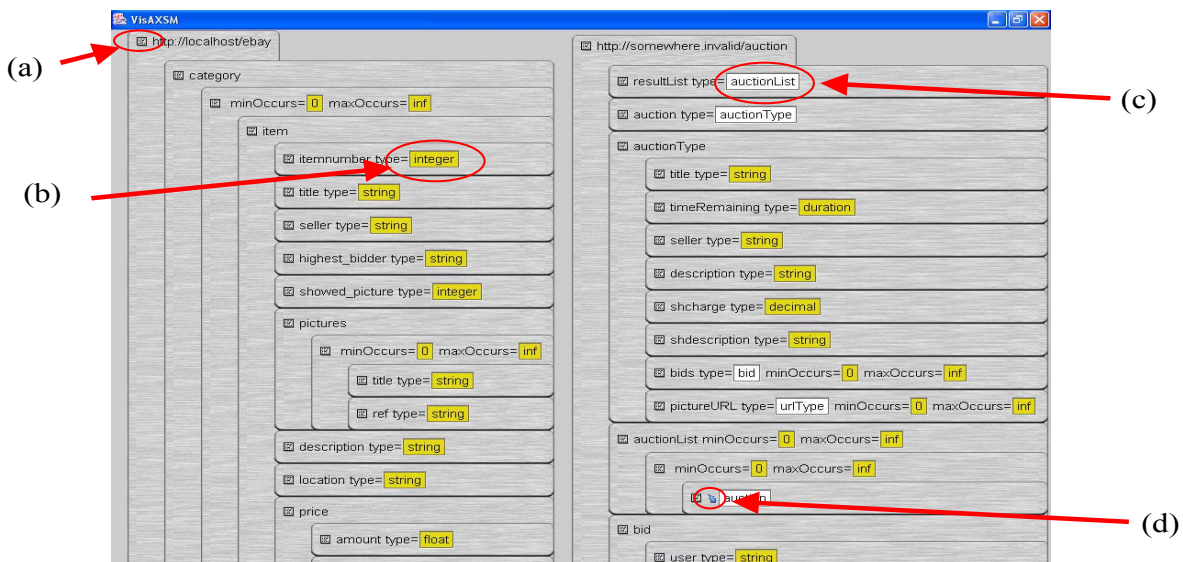 VisAXSM
(a)
http://localhost/ebay
category
minOccurs= 0 maxOccurs= inf
item
itemnumber type= integer
(b)
title type= string
seller type= string
highest_bidder type= string
showed_picture type= integer
pictures
minOccurs= 0 maxOccurs= inf
title type= string
ref type= string
description type= string
location type= string
price
amount type= float
http://somewhere.invalid/auction
resultList type= auctionList
(c)
auction type= auctionType
auctionType
title type= string
timeRemaining type= duration
seller type= string
description type= string
shcharge type= decimal
shdescription type= string
bids type= bid minOccurs= 0 maxOccurs= inf
pictureURL type= urlType minOccurs= 0 maxOccurs= inf
auctionList minOccurs= 0 maxOccurs= inf
minOccurs= 0 maxOccurs= inf
auction
(d)
bid
user type= string